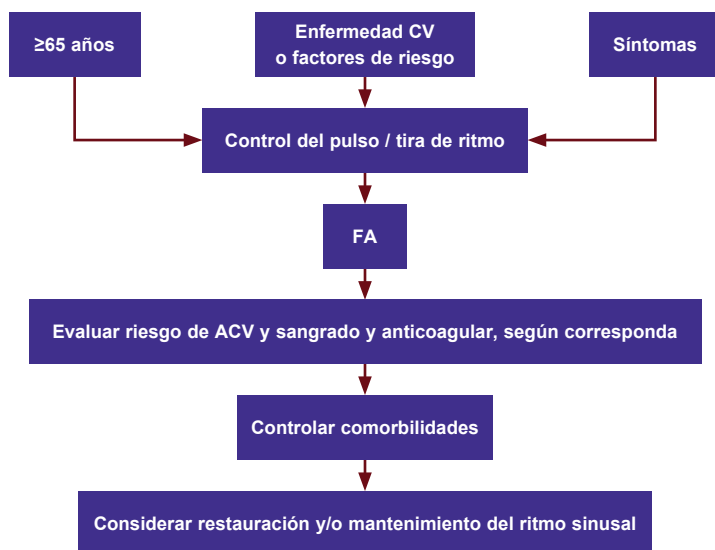 ≥65 años
Enfermedad CV
o factores de riesgo
Síntomas
Control del pulso / tira de ritmo
FA
Evaluar riesgo de ACV y sangrado y anticoagular, según corresponda
Controlar comorbilidades
Considerar restauración y/o mantenimiento del ritmo sinusal